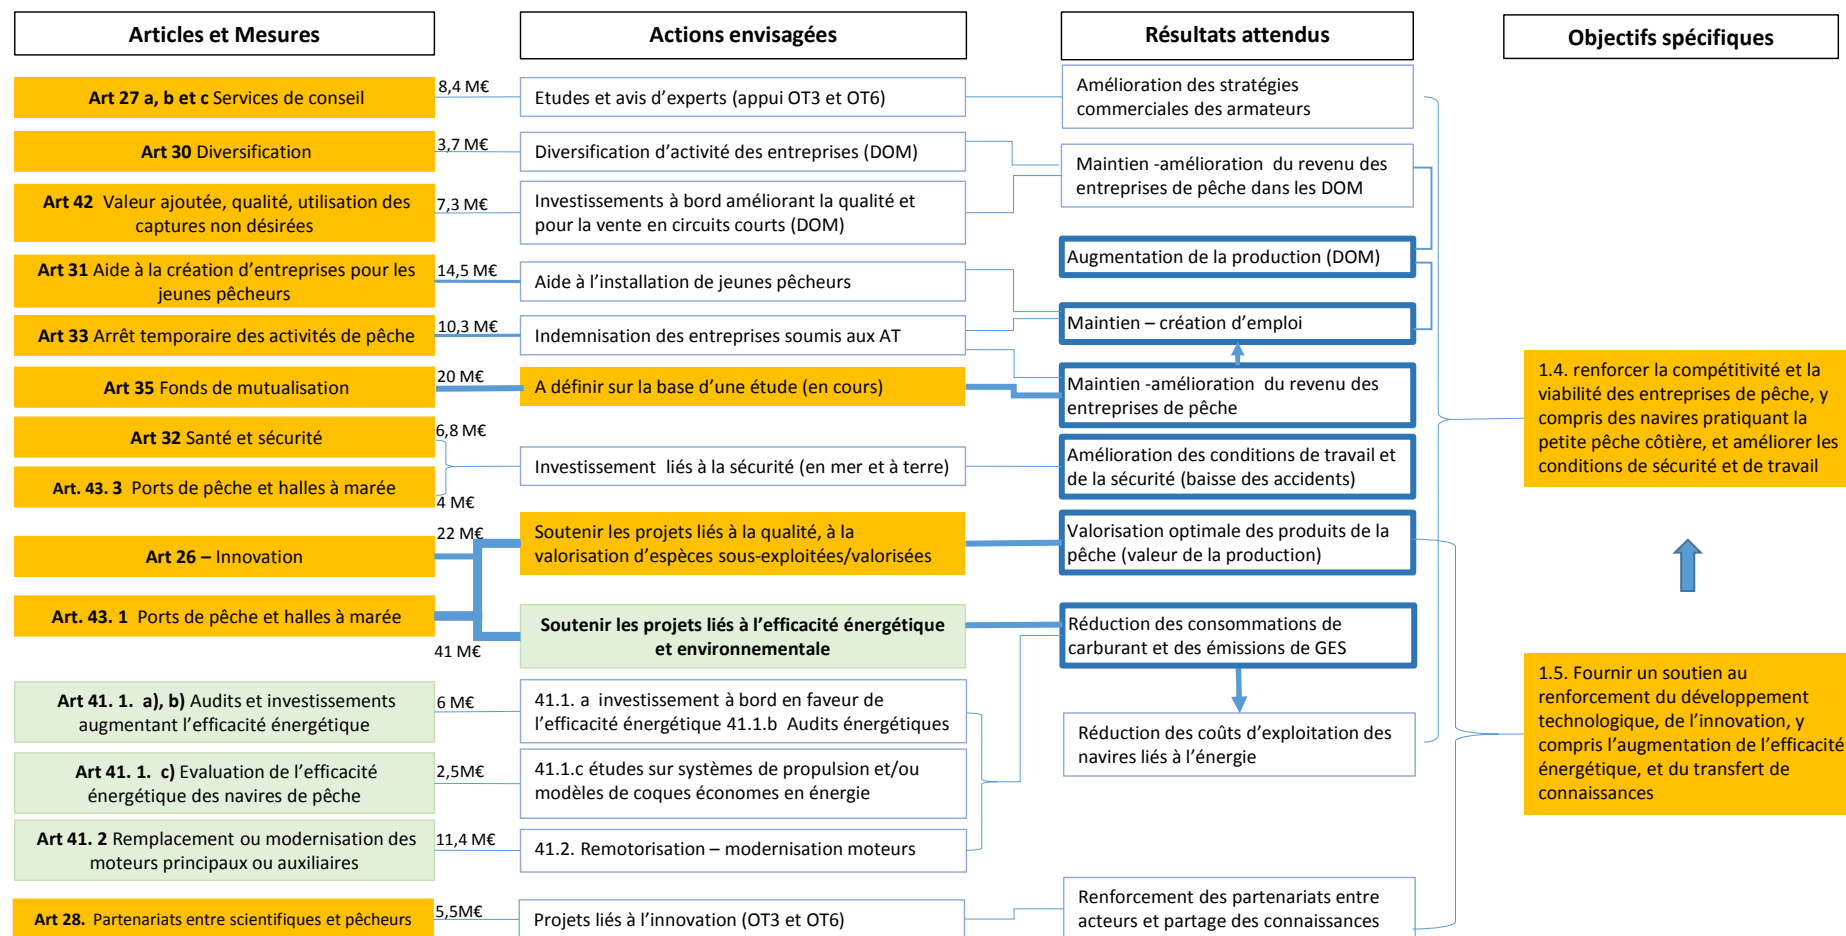 Articles et Mesures
Actions envisagées
Résultats attendus
Objectifs spécifiques
Art 27 a, b et c Services de conseil
8,4 M€
Etudes et avis d'experts (appui OT3 et OT6)
Amélioration des stratégies
commerciales des armateurs
Art 30 Diversification
3,7 M€
Diversification d'activité des entreprises (DOM)
Maintien -amélioration du revenu des
entreprises de pêche dans les DOM
Art 42 Valeur ajoutée, qualité, utilisation des
captures non désirées
7,3 M€
Investissements à bord améliorant la qualité et
pour la vente en circuits courts (DOM)
Augmentation de la production (DOM)
Art 31 Aide à la création d'entreprises pour les
jeunes pêcheurs
14,5 M€
Aide à l'installation de jeunes pêcheurs
Maintien – création d'emploi
Art 33 Arrêt temporaire des activités de pêche
10,3 M€
Indemnisation des entreprises soumis aux AT
Art 35 Fonds de mutualisation
20 M€
A définir sur la base d'une étude (en cours)
Maintien -amélioration du revenu des
entreprises de pêche
1.4. renforcer la compétitivité et la
viabilité des entreprises de pêche, y
compris des navires pratiquant la
petite pêche côtière, et améliorer les
conditions de sécurité et de travail
Art 32 Santé et sécurité
6,8 M€
Art. 43. 3 Ports de pêche et halles à marée
4 M€
Investissement liés à la sécurité (en mer et à terre)
Amélioration des conditions de travail et
de la sécurité (baisse des accidents)
Art 26 – Innovation
22 M€
Soutenir les projets liés à la qualité, à la
valorisation d'espèces sous-exploitées/valorisées
Valorisation optimale des produits de la
pêche (valeur de la production)
Art. 43. 1 Ports de pêche et halles à marée
41 M€
Soutenir les projets liés à l'efficacité énergétique
et environnementale
Réduction des consommations de
carburant et des émissions de GES
Art 41. 1. a), b) Audits et investissements
augmentant l'efficacité énergétique
6 M€
41.1. a investissement à bord en faveur de
l'efficacité énergétique 41.1.b Audits énergétiques
Réduction des coûts d'exploitation des
navires liés à l'énergie
1.5. Fournir un soutien au
renforcement du développement
technologique, de l'innovation, y
compris l'augmentation de l'efficacité
énergétique, et du transfert de
connaissances
Art 41. 1. c) Evaluation de l'efficacité
énergétique des navires de pêche
2,5M€
41.1.c études sur systèmes de propulsion et/ou
modèles de coques économes en énergie
Art 41. 2 Remplacement ou modernisation des
moteurs principaux ou auxiliaires
11,4 M€
41.2. Remotorisation – modernisation moteurs
Art 28. Partenariats entre scientifiques et pêcheurs
5,5M€
Projets liés à l'innovation (OT3 et OT6)
Renforcement des partenariats entre
acteurs et partage des connaissances